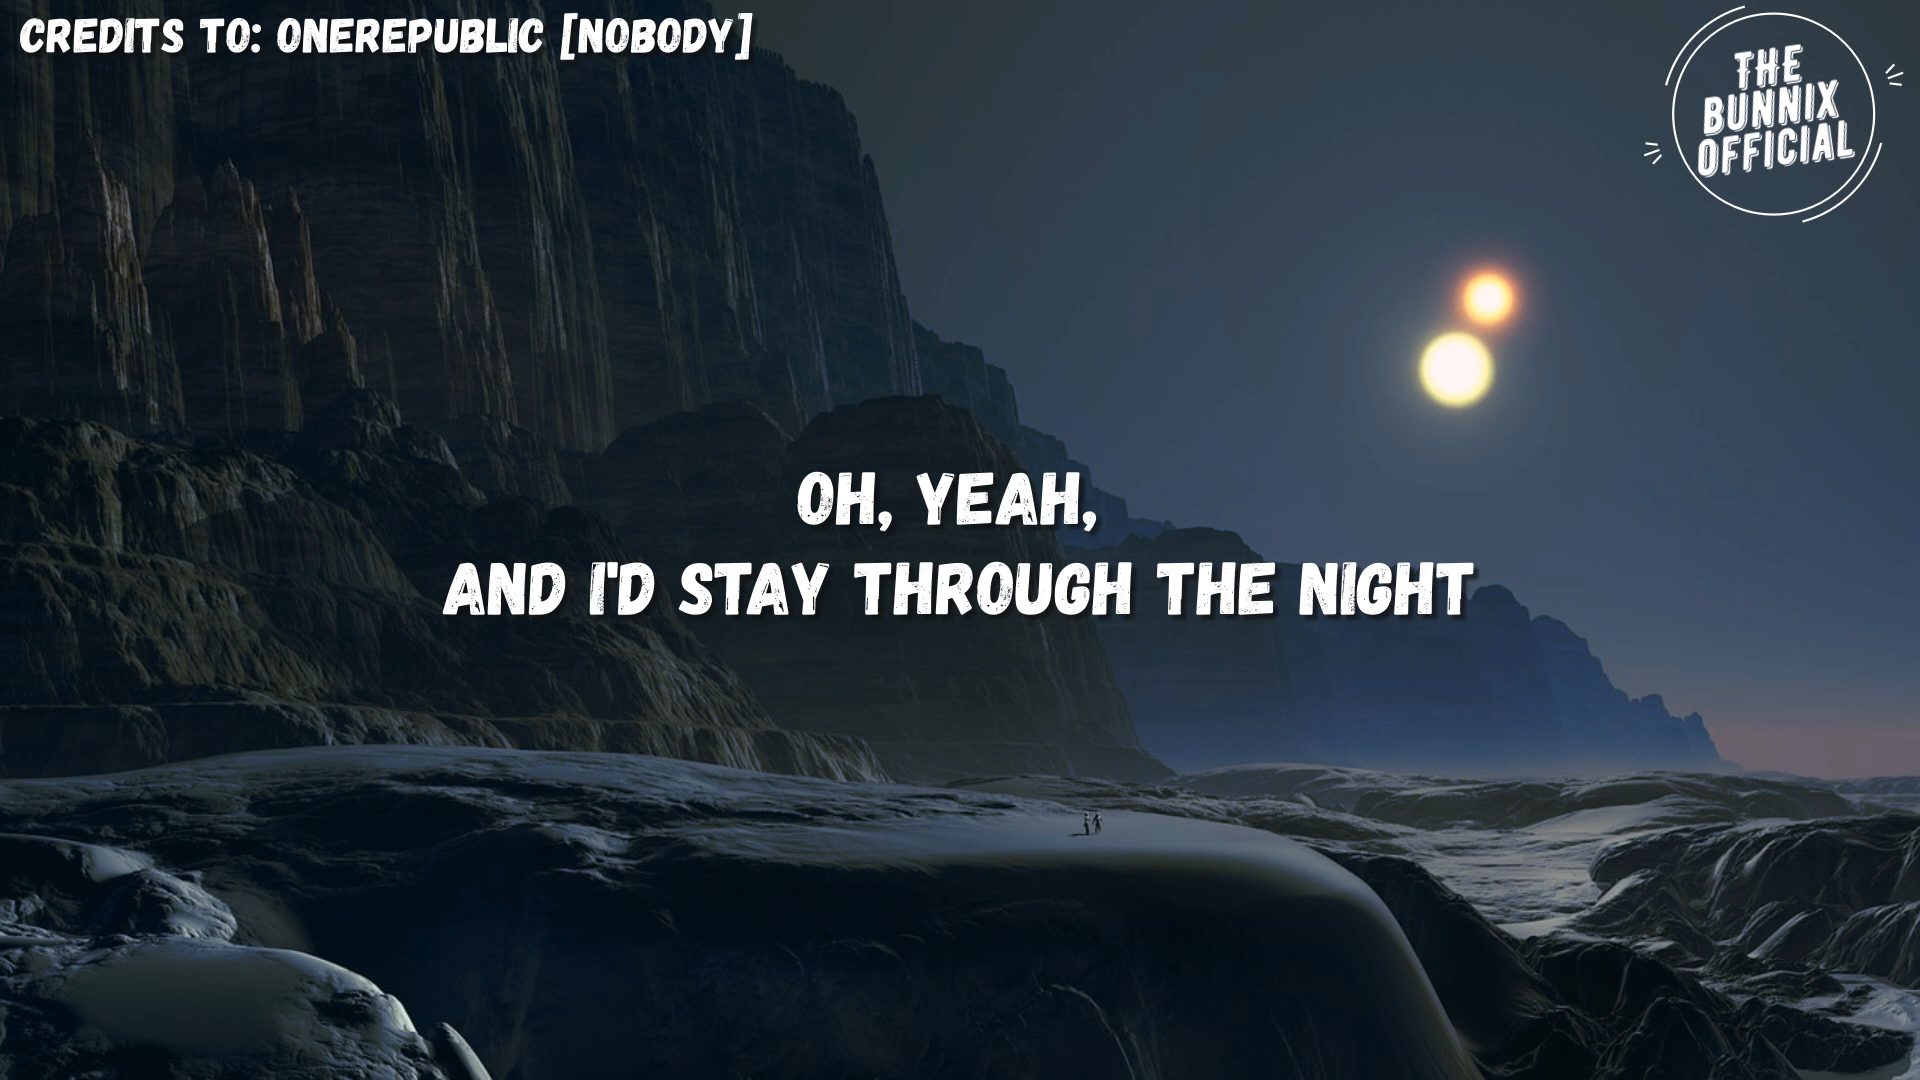 CREDITS TO: ONEREPUBLIC [NOBODY]
THE
BUNNIX
OFFICIAL
OH, YEAH,
AND I'D STAY THROUGH THE NIGHT